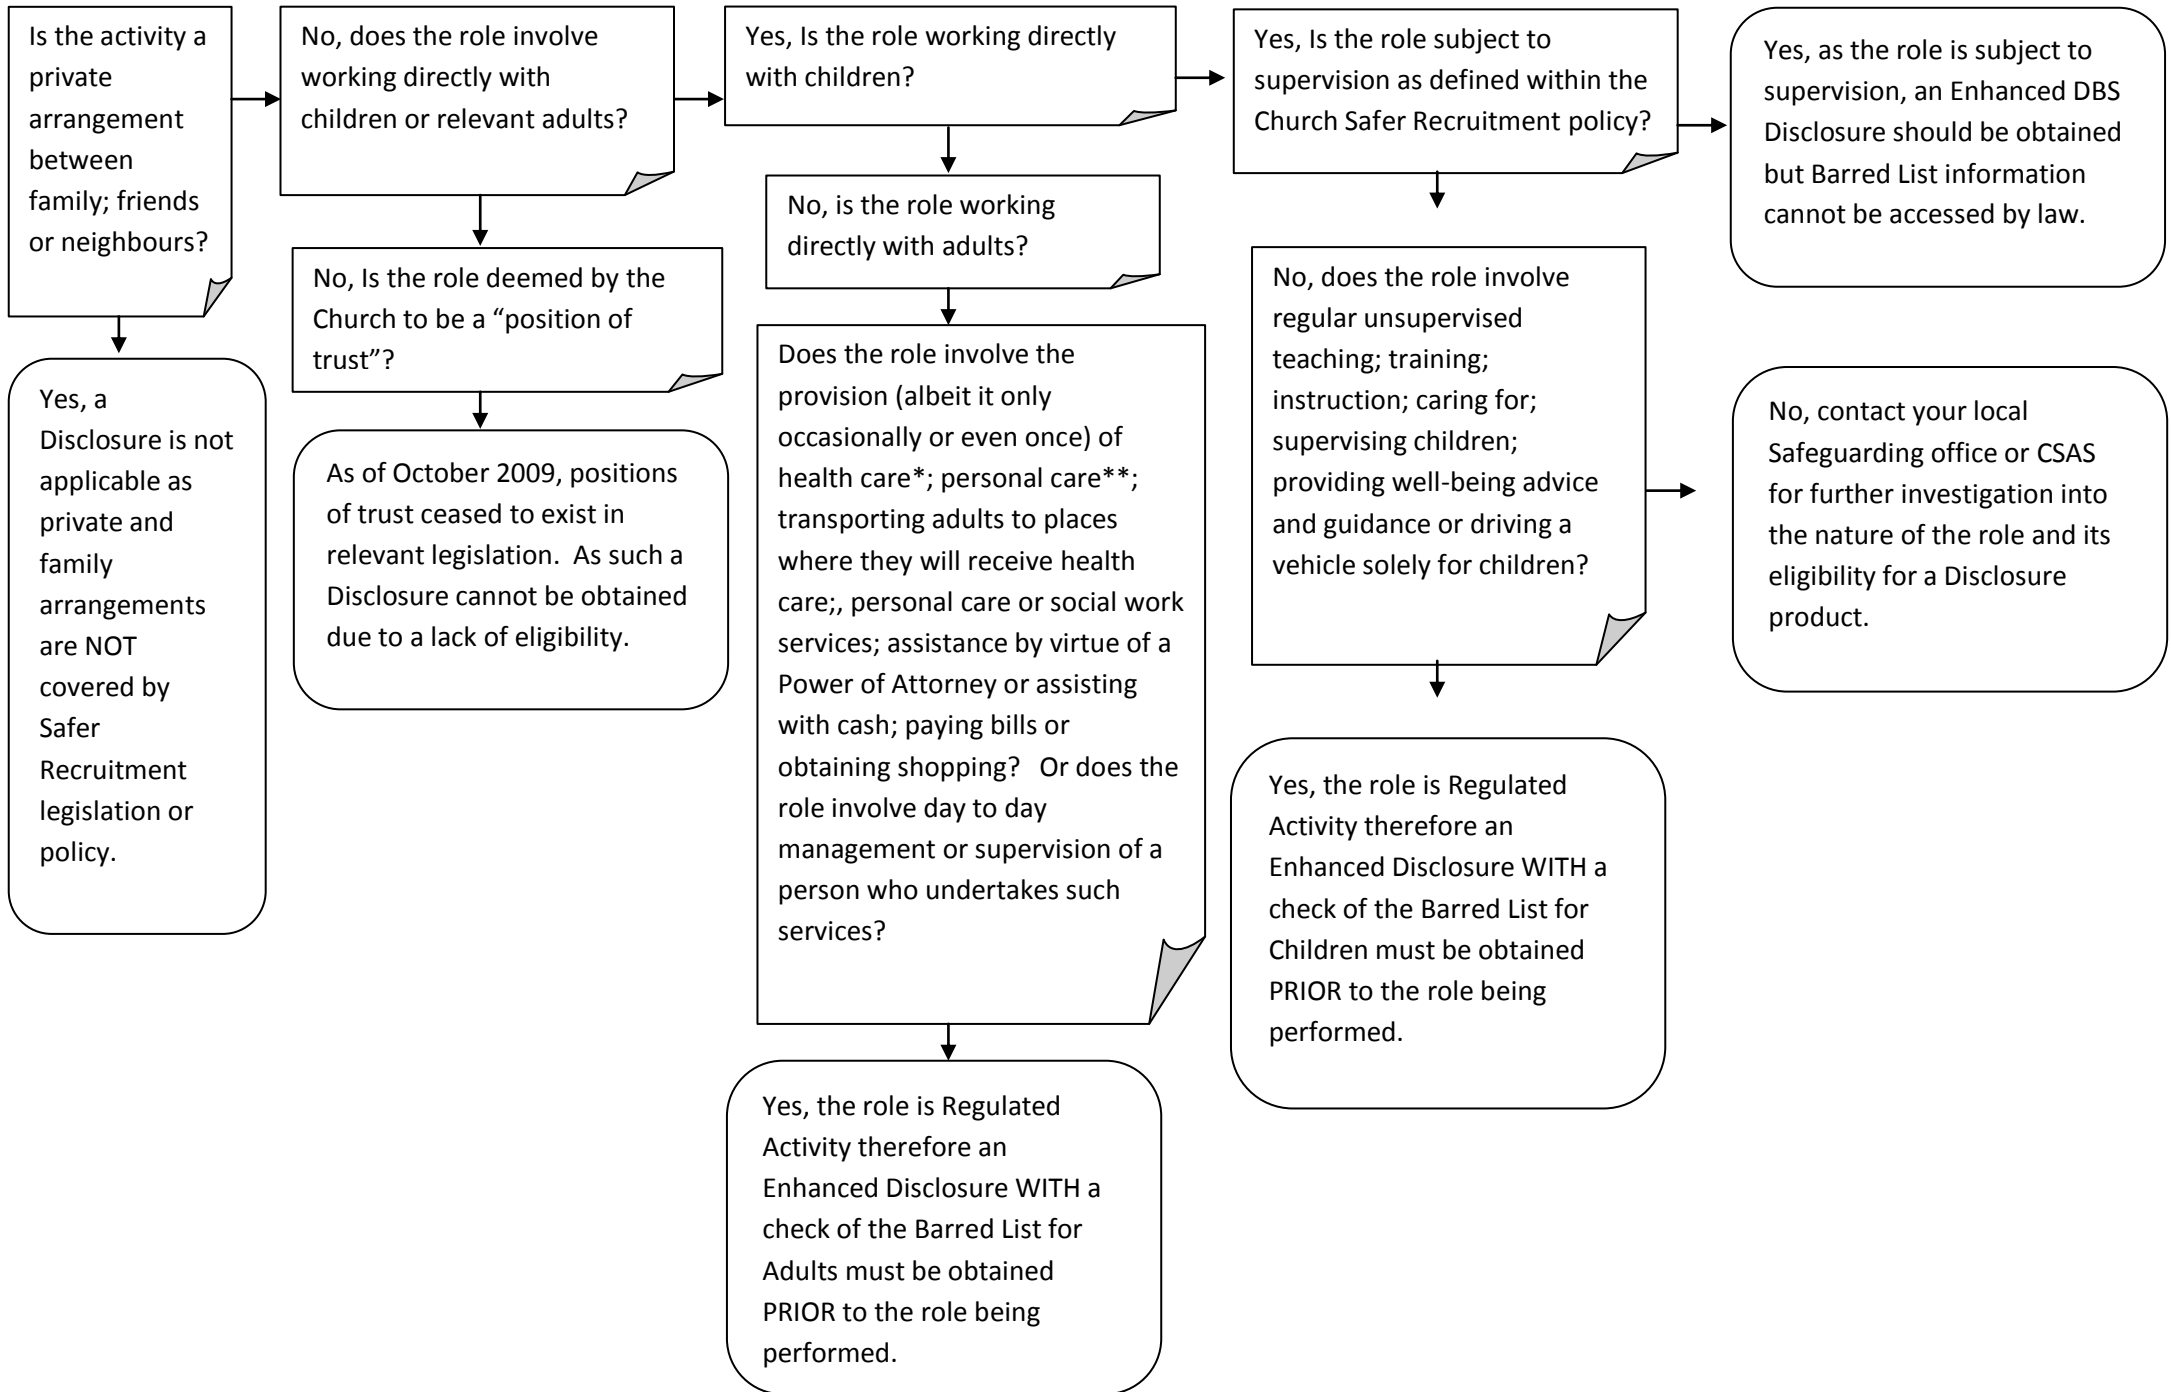 Is the activity a
private
arrangement
between
family; friends
or neighbours?
Yes, a
Disclosure is not
applicable as
private and
family
arrangements
are NOT
covered by
Safer
Recruitment
legislation or
policy.
No, does the role involve
working directly with
children or relevant adults?
No, Is the role deemed by the
Church to be a “position of
trust”?
As of October 2009, positions
of trust ceased to exist in
relevant legislation.  As such a
Disclosure cannot be obtained
due to a lack of eligibility.
Yes, Is the role working directly
with children?
No, is the role working
directly with adults?
Does the role involve the
provision (albeit it only
occasionally or even once) of
health care*; personal care**;
transporting adults to places
where they will receive health
care;, personal care or social work
services; assistance by virtue of a
Power of Attorney or assisting
with cash; paying bills or
obtaining shopping?   Or does the
role involve day to day
management or supervision of a
person who undertakes such
services?
Yes, the role is Regulated
Activity therefore an
Enhanced Disclosure WITH a
check of the Barred List for
Adults must be obtained
PRIOR to the role being
performed.
Yes, Is the role subject to
supervision as defined within the
Church Safer Recruitment policy?
No, does the role involve
regular unsupervised
teaching; training;
instruction; caring for;
supervising children;
providing well-being advice
and guidance or driving a
vehicle solely for children?
Yes, the role is Regulated
Activity therefore an
Enhanced Disclosure WITH a
check of the Barred List for
Children must be obtained
PRIOR to the role being
performed.
Yes, as the role is subject to
supervision, an Enhanced DBS
Disclosure should be obtained
but Barred List information
cannot be accessed by law.
No, contact your local
Safeguarding office or CSAS
for further investigation into
the nature of the role and its
eligibility for a Disclosure
product.